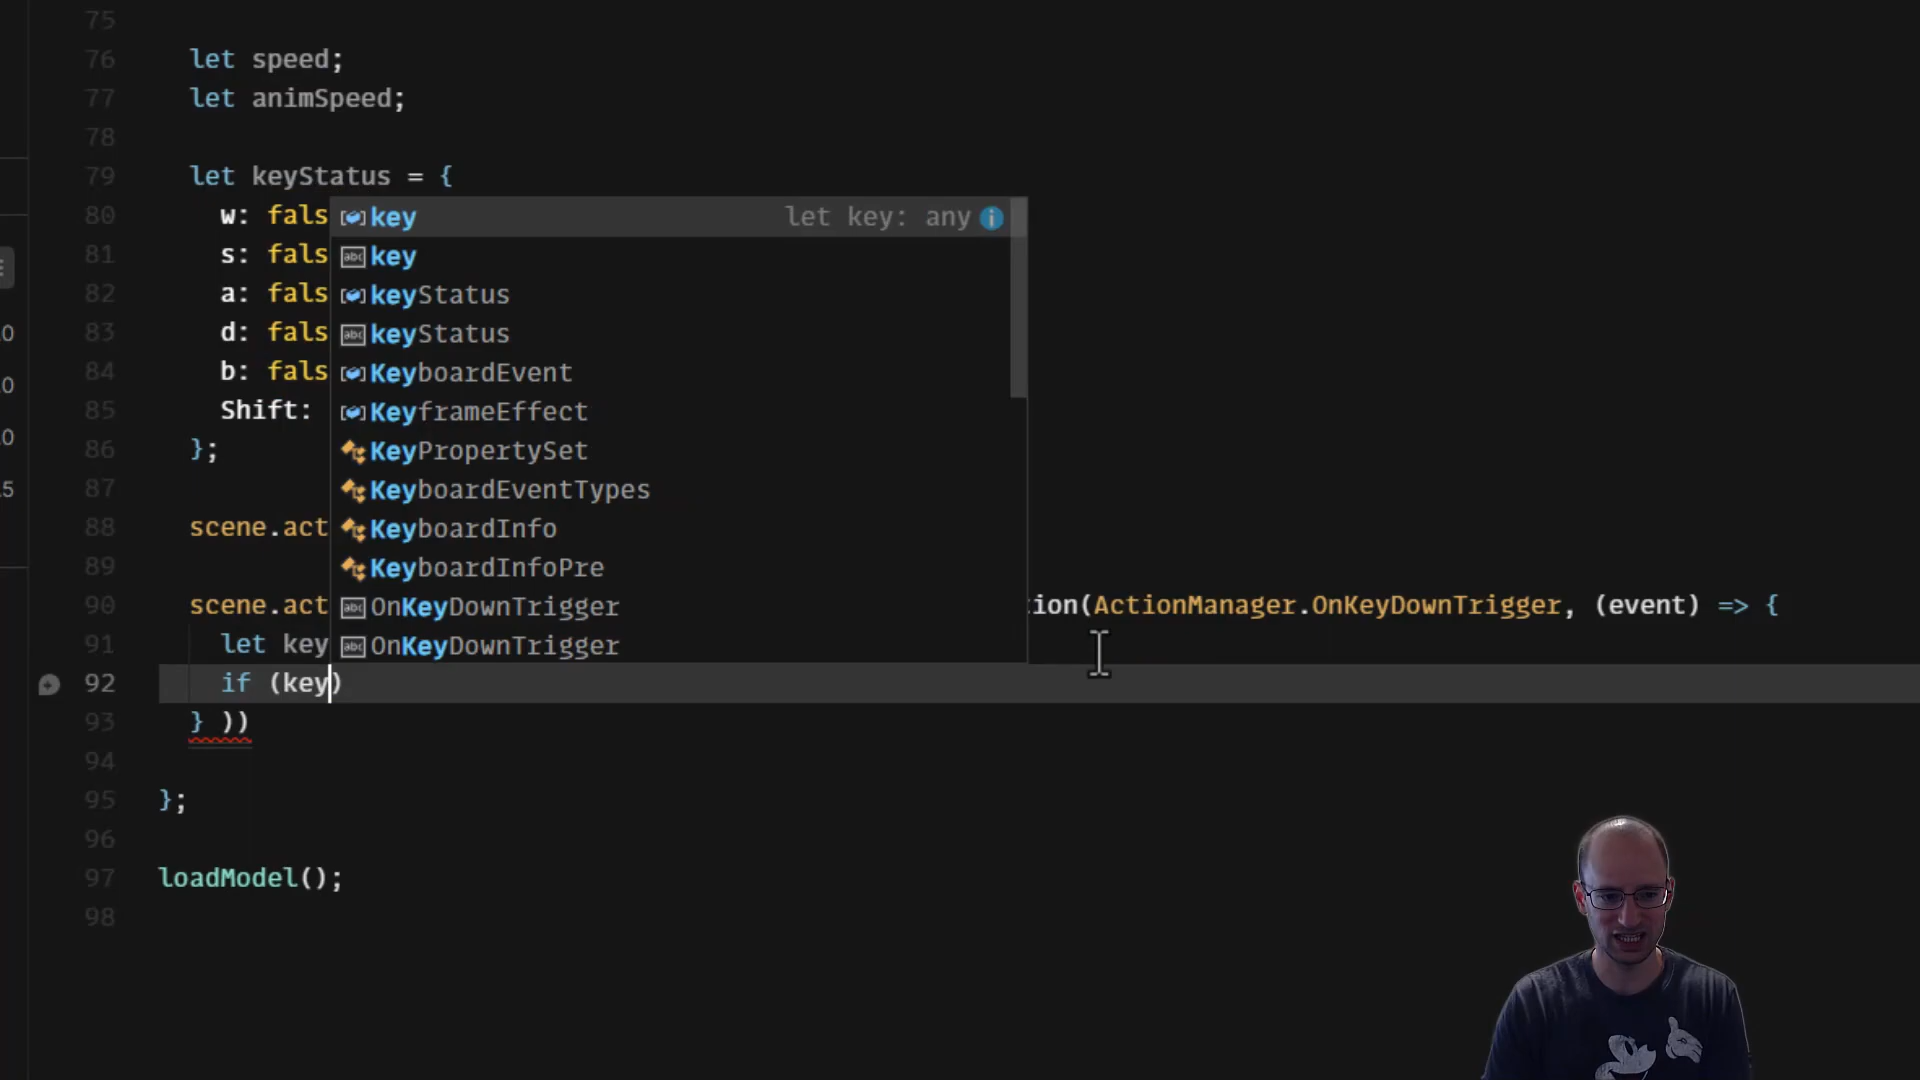 75
76 let speed;
77 let animSpeed;
78
79 let keyStatus = {
80 w: fals key let key: any
81 s: fals key
82 a: fals keyStatus
83 d: fals keyStatus
84 b: fals KeyboardEvent
85 Shift: KeyframeEffect
86 }; KeyPropertySet
87 KeyboardEventTypes
88 scene.act KeyboardInfo
89 KeyboardInfoPre
90 scene.act OnKeyDownTrigger tion(ActionManager.OnKeyDownTrigger, (event) => {
91 let key OnKeyDownTrigger
92 if (key)
93 } ))
94
95 };
96
97 loadModel();
98